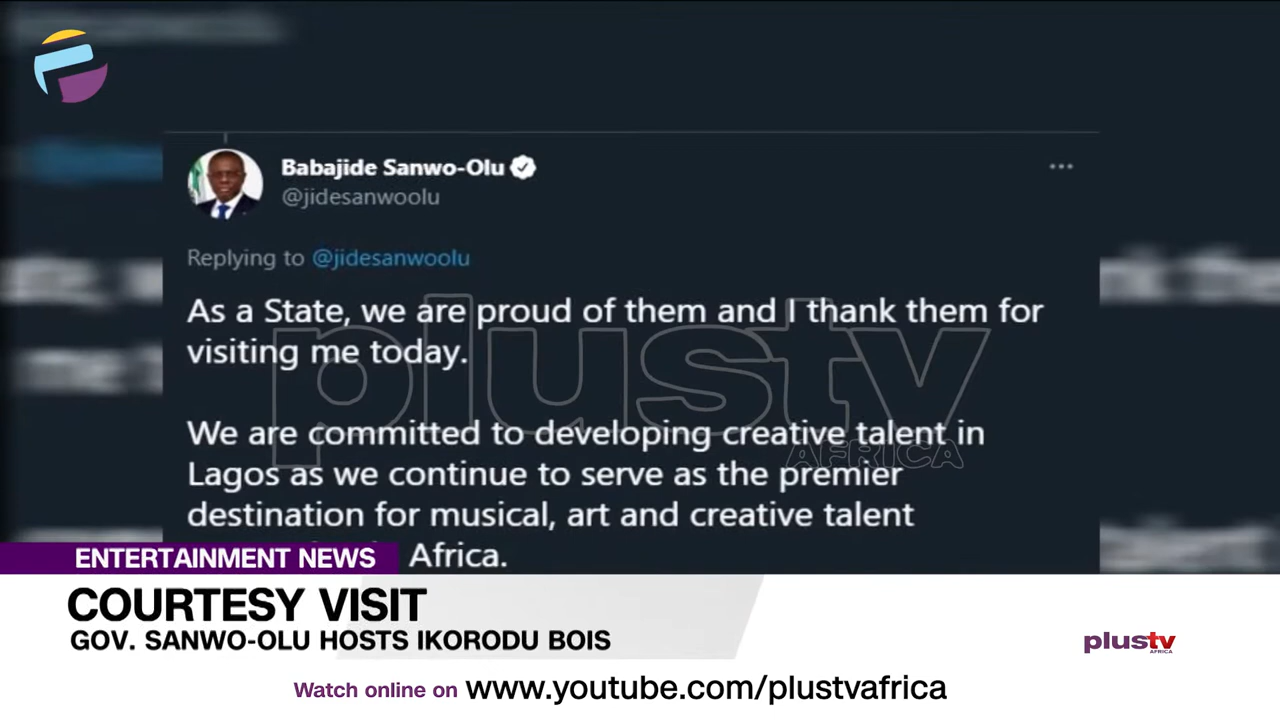 Babajide Sanwo-Olu
@jidesanwoolu
Replying to @jidesanwoolu
As a State, we are proud of them and I thank them for
visiting me today.
We are committed to developing creative talent in
Lagos as we continue to serve as the premier
destination for musical, art and creative talent
Africa.
plustv
AFRICA
ENTERTAINMENT NEWS
COURTESY VISIT
GOV. SANWO-OLU HOSTS IKORODU BOIS
plustv
AFRICA
Watch online on www.youtube.com/plustvafrica